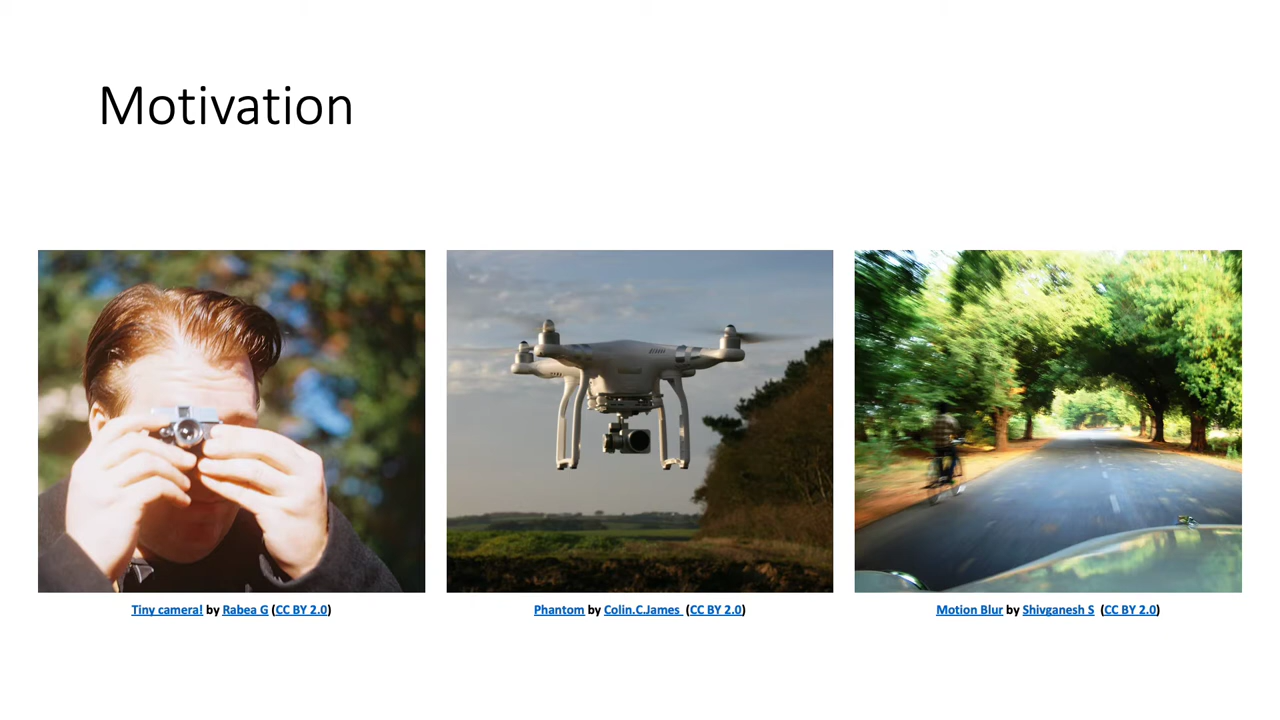 Motivation
Tiny camera! by Rabea G (CC BY 2.0)
Phantom by Colin.C.James (CC BY 2.0)
Motion Blur by Shivganesh S (CC BY 2.0)